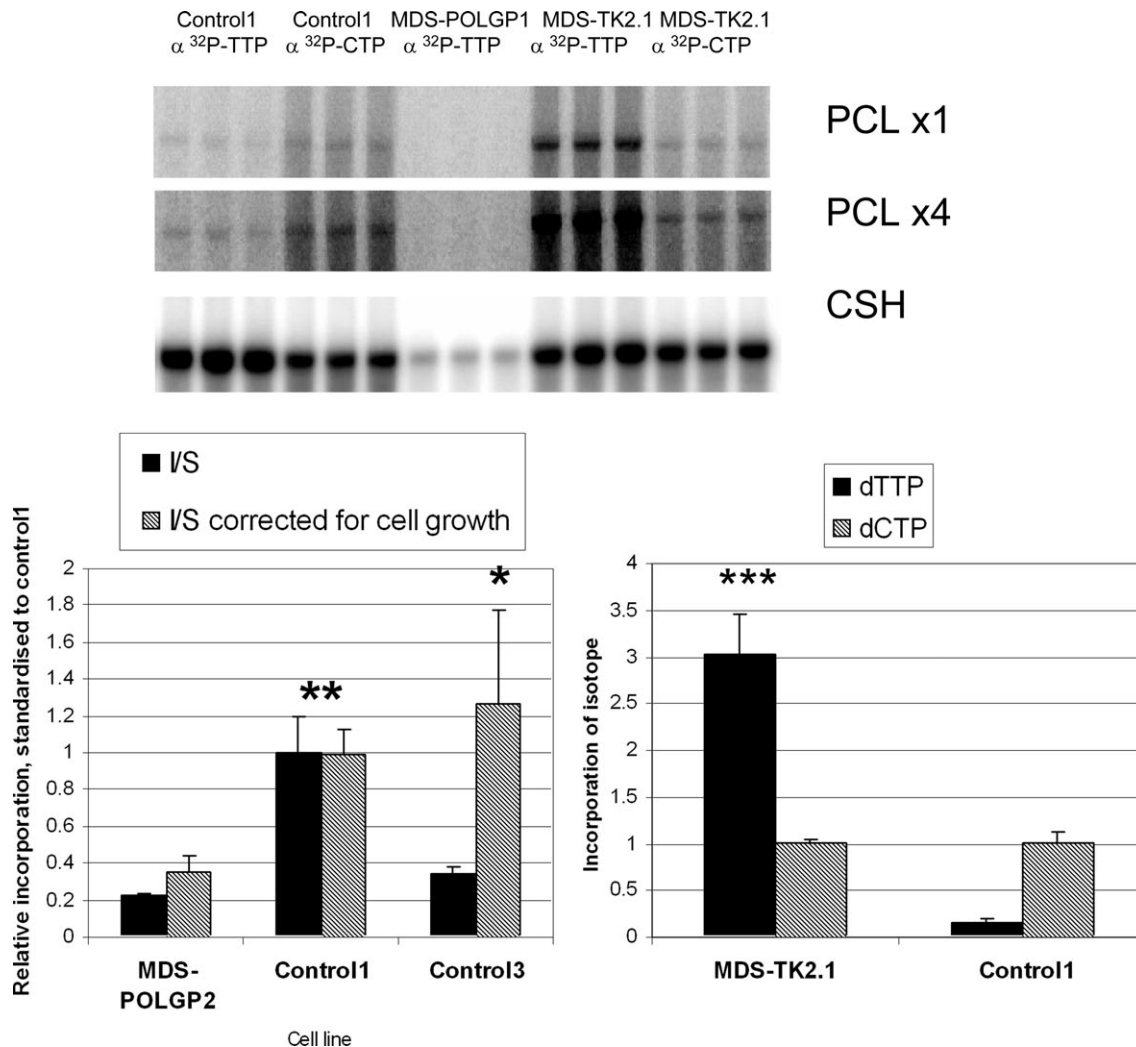 Control1 Control1 MDS-POLGP1 MDS-TK2.1 MDS-TK2.1
α ³²P-TTP α ³²P-CTP α ³²P-TTP α ³²P-TTP α ³²P-CTP
PCL x1
PCL x4
CSH
I/S
I/S corrected for cell growth
Relative incorporation, standardised to control1
2
1.8
1.6
1.4
1.2
1
0.8
0.6
0.4
0.2
0
**
*
MDS-POLGP2 Control1 Control3
Cell line
dTTP
dCTP
Incorporation of isotope
4
3.5
3
2.5
2
1.5
1
0.5
0
***
MDS-TK2.1 Control1